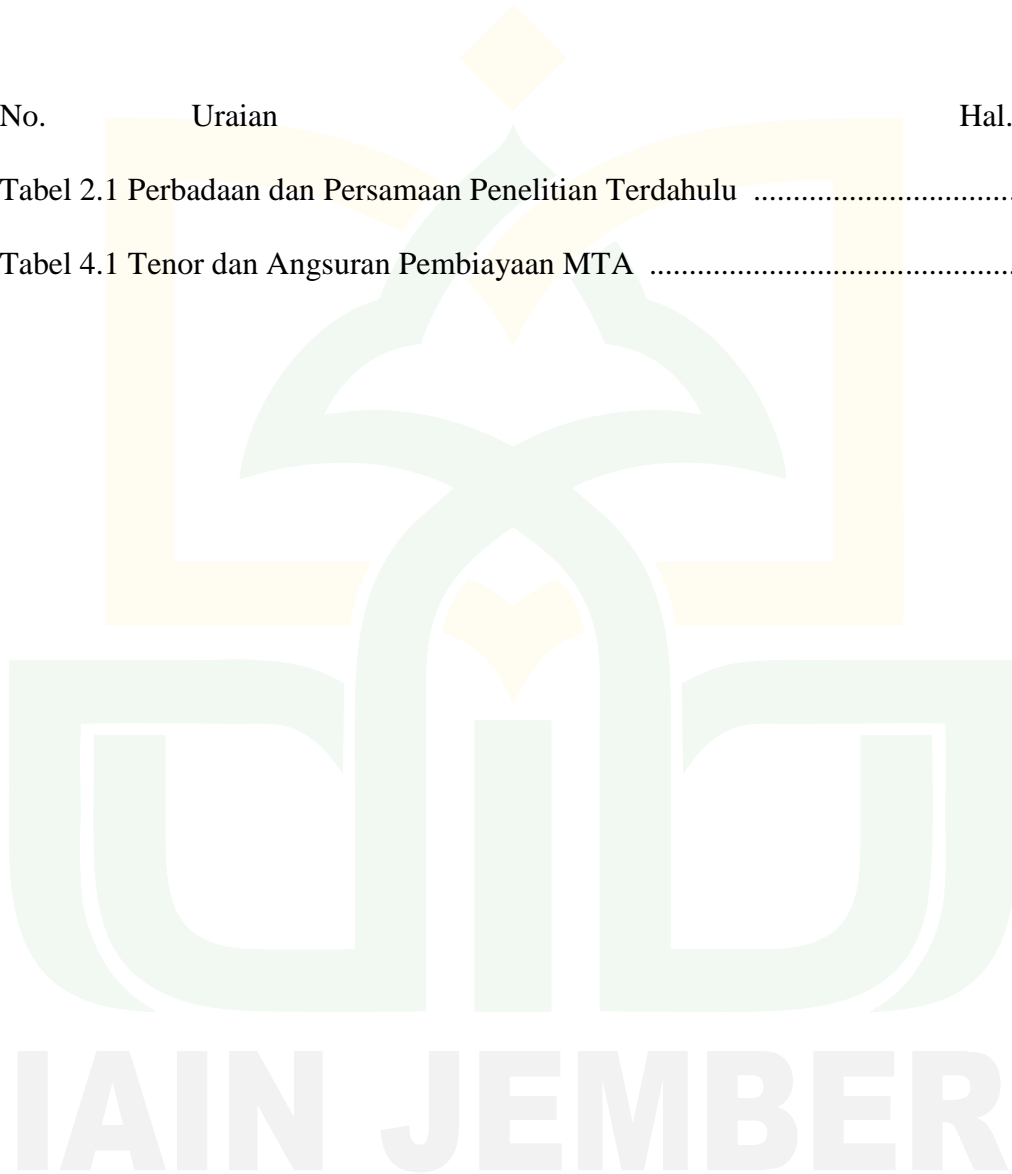 No. Uraian Hal.
Tabel 2.1 Perbadaan dan Persamaan Penelitian Terdahulu .................................
Tabel 4.1 Tenor dan Angsuran Pembiayaan MTA ..............................................
IAIN JEMBER